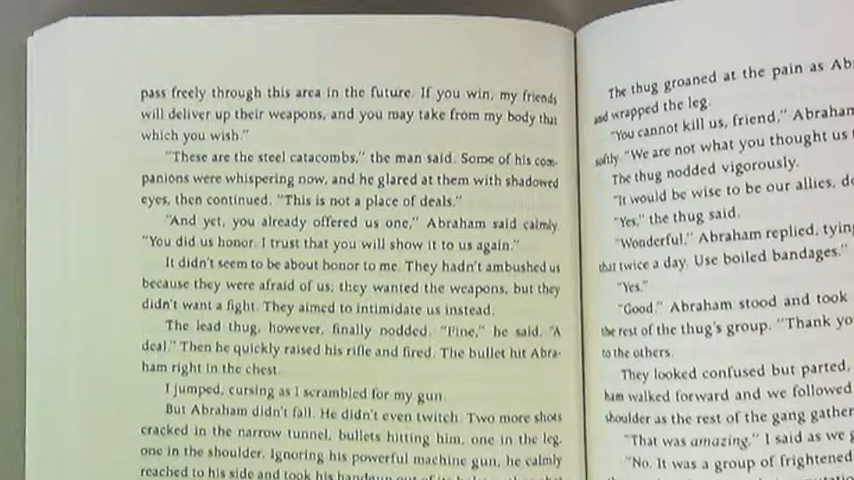 pass freely through this area in the future. If you win, my friends
will deliver up their weapons, and you may take from my body that
which you wish."
"These are the steel catacombs," the man said. Some of his com-
panions were whispering now, and he glared at them with shadowed
eyes, then continued. "This is not a place of deals."
"And yet, you already offered us one," Abraham said calmly.
"You did us honor. I trust that you will show it to us again."
It didn't seem to be about honor to me. They hadn't ambushed us
because they were afraid of us; they wanted the weapons, but they
didn't want a fight. They aimed to intimidate us instead.
The lead thug, however, finally nodded. "Fine," he said. "A
deal." Then he quickly raised his rifle and fired. The bullet hit Abra-
ham right in the chest.
I jumped, cursing as I scrambled for my gun.
But Abraham didn't fall. He didn't even twitch. Two more shots
cracked in the narrow tunnel, bullets hitting him, one in the leg,
one in the shoulder. Ignoring his powerful machine gun, he calmly
reached to his side and took his handgun out of its
The thug groaned at the pain as Ab
and wrapped the leg.
"You cannot kill us, friend," Abraham
softly. "We are not what you thought us
The thug nodded vigorously.
"It would be wise to be our allies, do
"Yes," the thug said.
"Wonderful," Abraham replied, tying
that twice a day. Use boiled bandages."
"Yes."
"Good." Abraham stood and took
the rest of the thug's group. "Thank yo
to the others.
They looked confused but parted,
ham walked forward and we followed
shoulder as the rest of the gang gather
"That was amazing," I said as we g
"No. It was a group of frightened